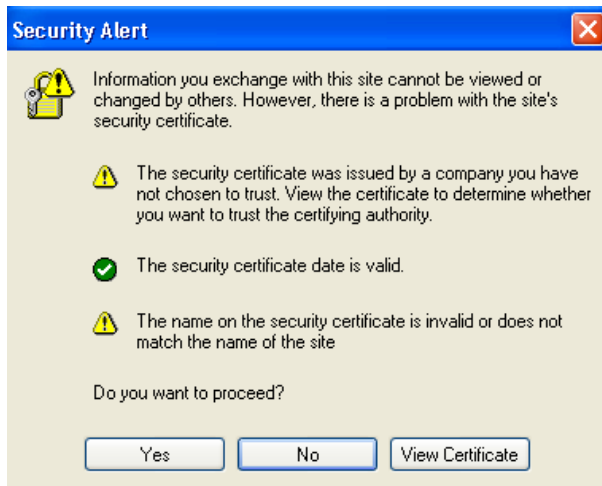 Security Alert
Information you exchange with this site cannot be viewed or
changed by others. However, there is a problem with the site's
security certificate.
The security certificate was issued by a company you have
not chosen to trust. View the certificate to determine whether
you want to trust the certifying authority.
The security certificate date is valid.
The name on the security certificate is invalid or does not
match the name of the site
Do you want to proceed?
Yes No View Certificate